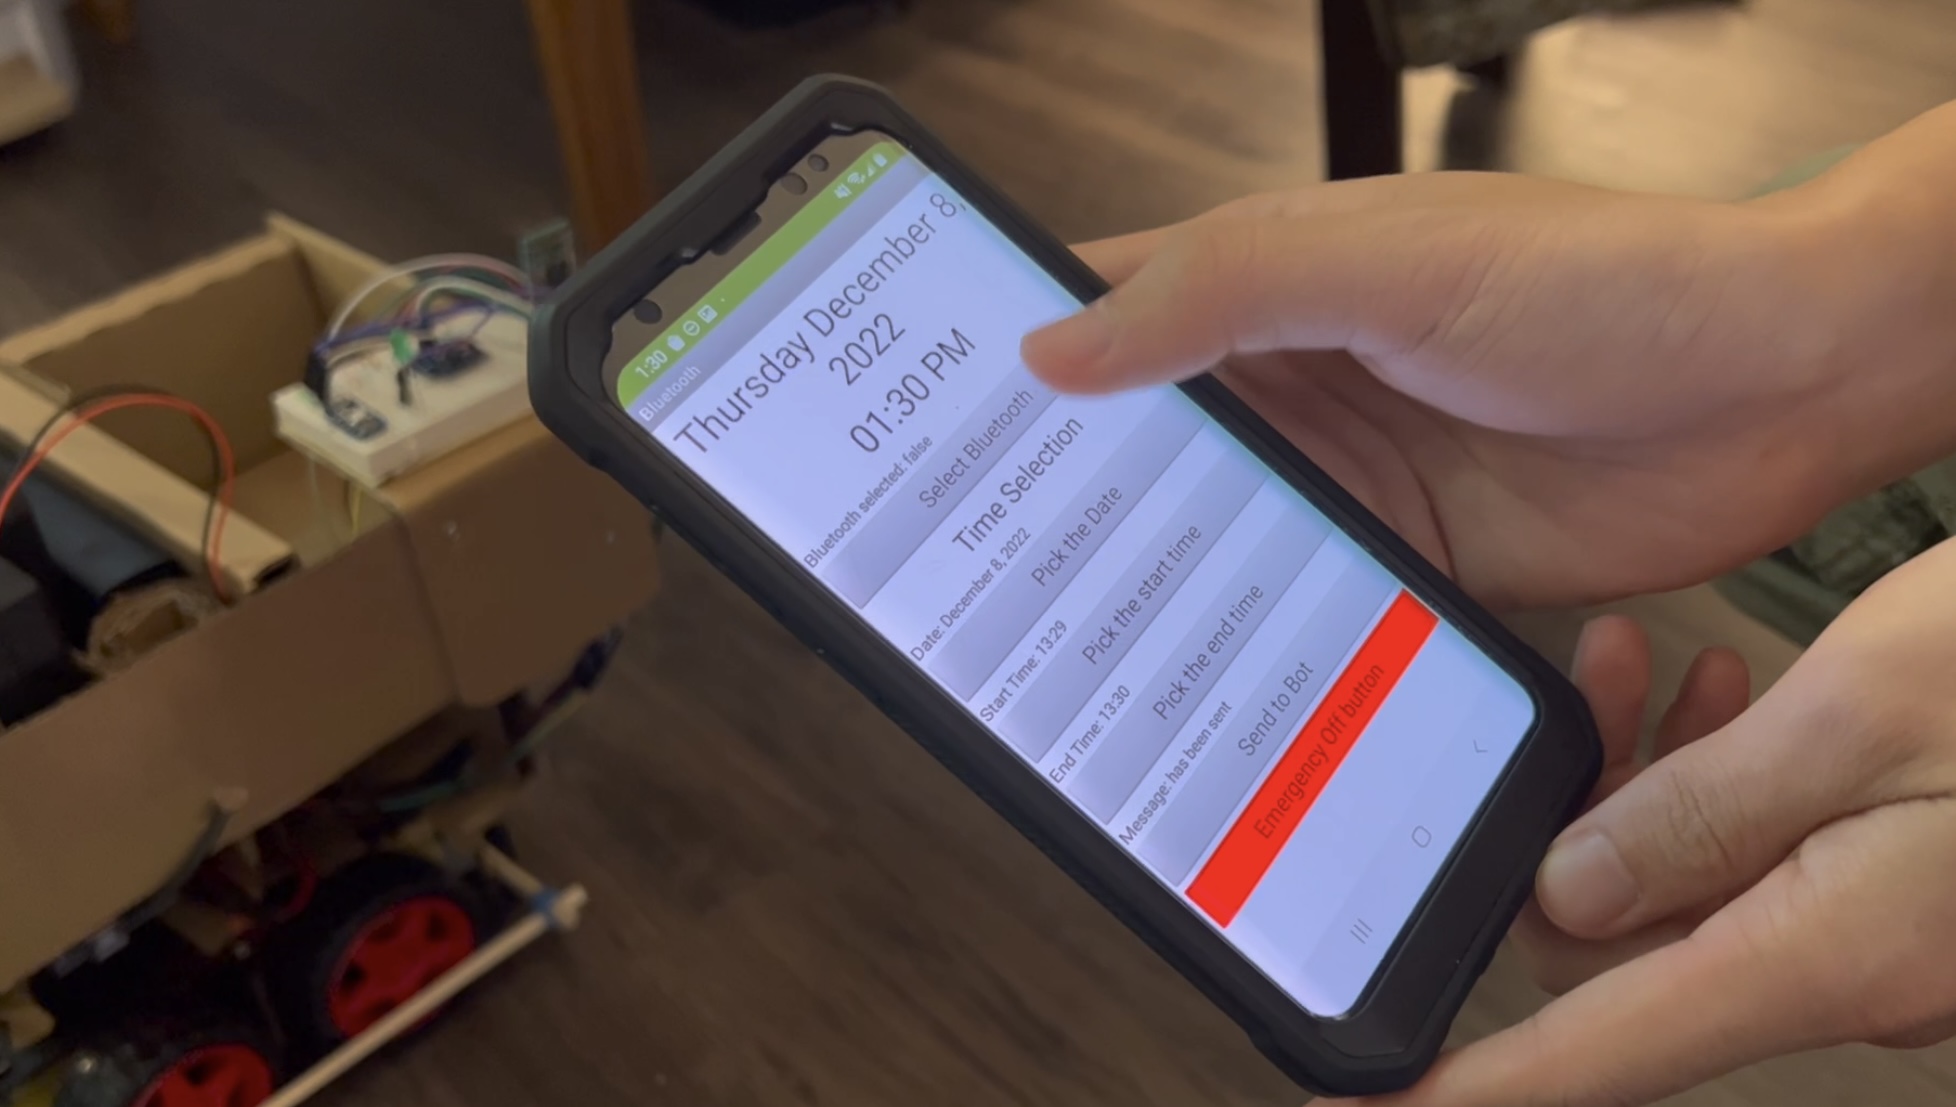 1:30
Bluetooth
Thursday December 8,
2022
01:30 PM
Bluetooth selected: false
Select Bluetooth
Time Selection
Date: December 8, 2022
Pick the Date
Start Time: 13:29
Pick the start time
End Time: 13:30
Pick the end time
Message: has been sent
Send to Bot
Emergency Off button